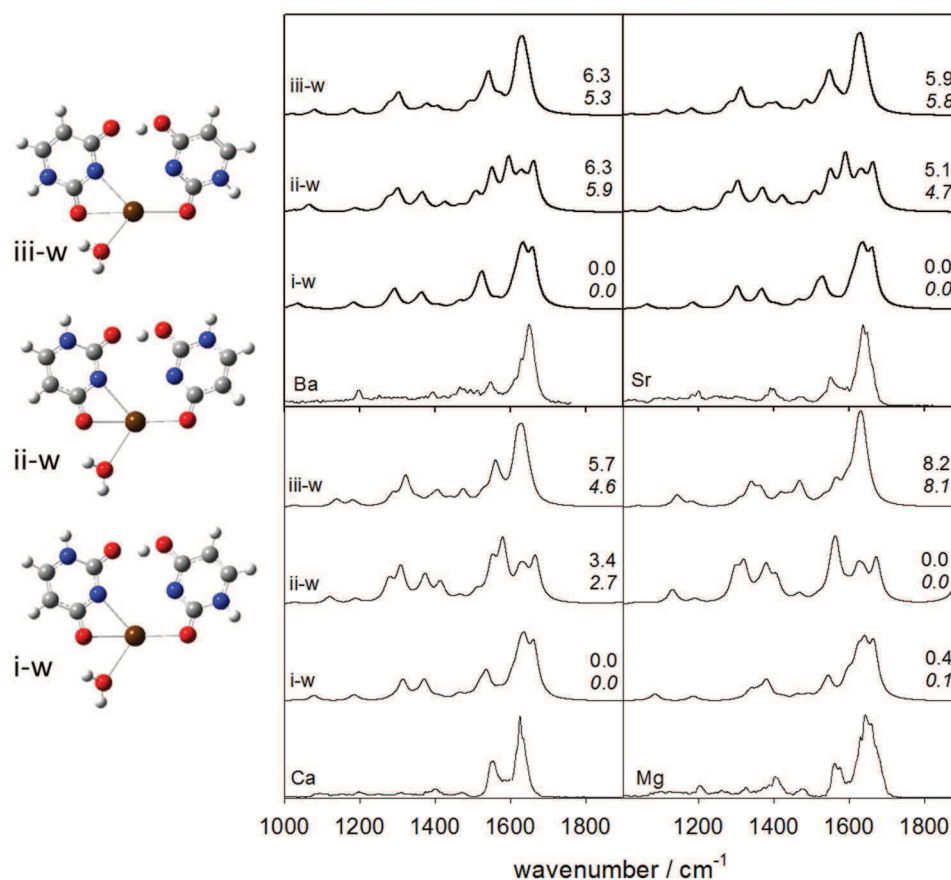 iii-w
ii-w
i-w
iii-w
6.3
5.3
5.9
5.8
ii-w
6.3
5.9
5.1
4.7
i-w
0.0
0.0
0.0
0.0
Ba
Sr
iii-w
5.7
4.6
8.2
8.1
ii-w
3.4
2.7
0.0
0.0
i-w
0.0
0.0
0.4
0.1
Ca
Mg
1000 1200 1400 1600 1800 1200 1400 1600 1800
wavenumber / cm-1